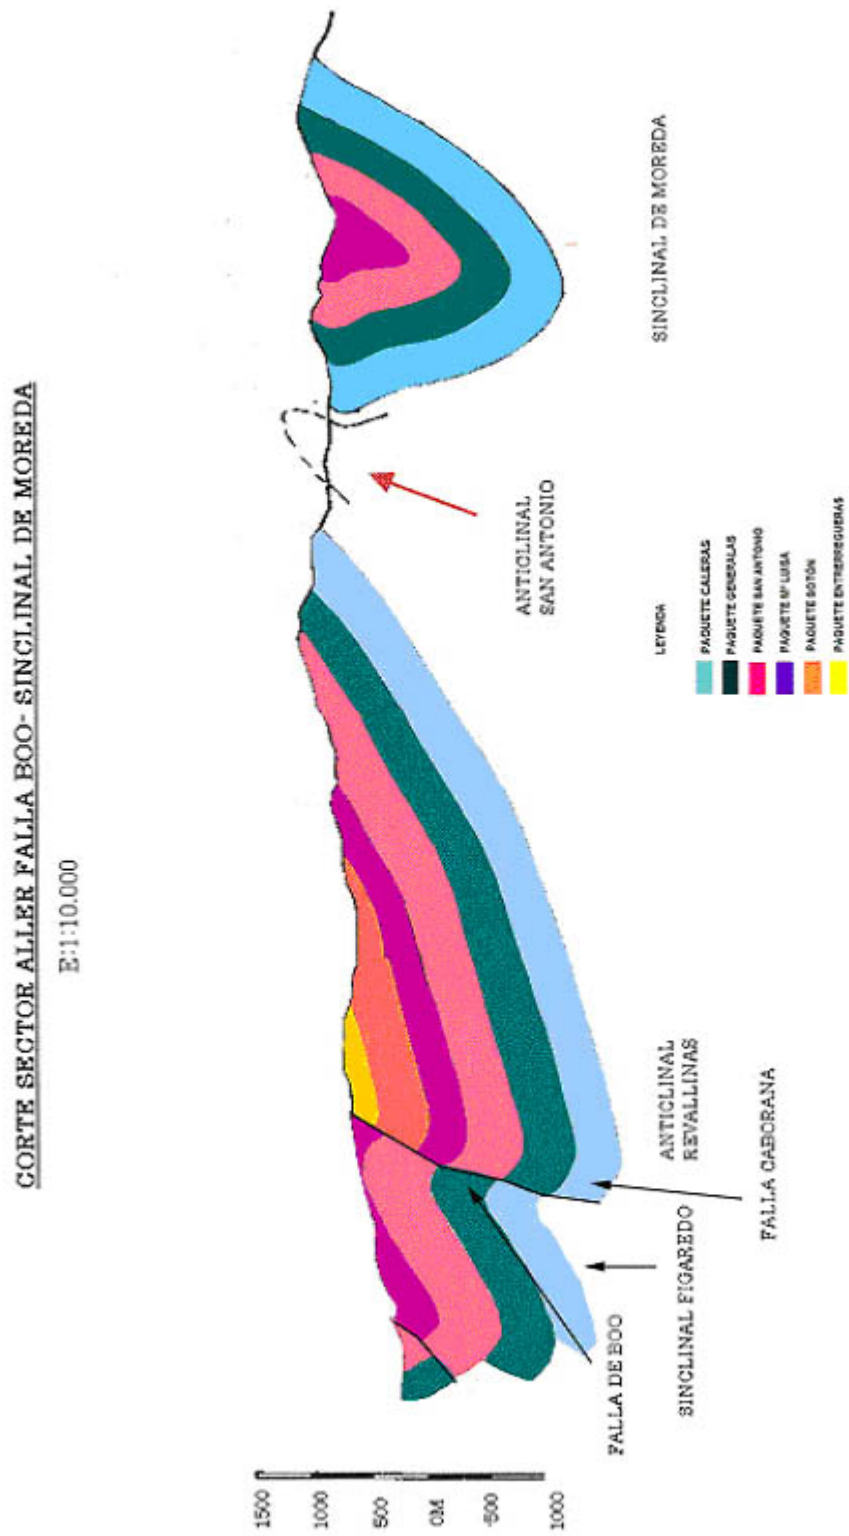 CORTE SECTOR ALLER FALLA BOO- SINCLINAL DE MOREDA
E:1:10.000
1500
1000
500
0M
-500
1000
FALLA DE BOO
SINCLINAL FIGAREDO
FALLA CABORANA
ANTICLINAL
REVALLINAS
ANTICLINAL
SAN ANTONIO
SINCLINAL DE MOREDA
LEYENDA
PAQUETE CALERAS
PAQUETE GENERALAS
PAQUETE SAN ANTONIO
PAQUETE Mª LUISA
PAQUETE SOTÓN
PAQUETE ENTRERREGUERAS